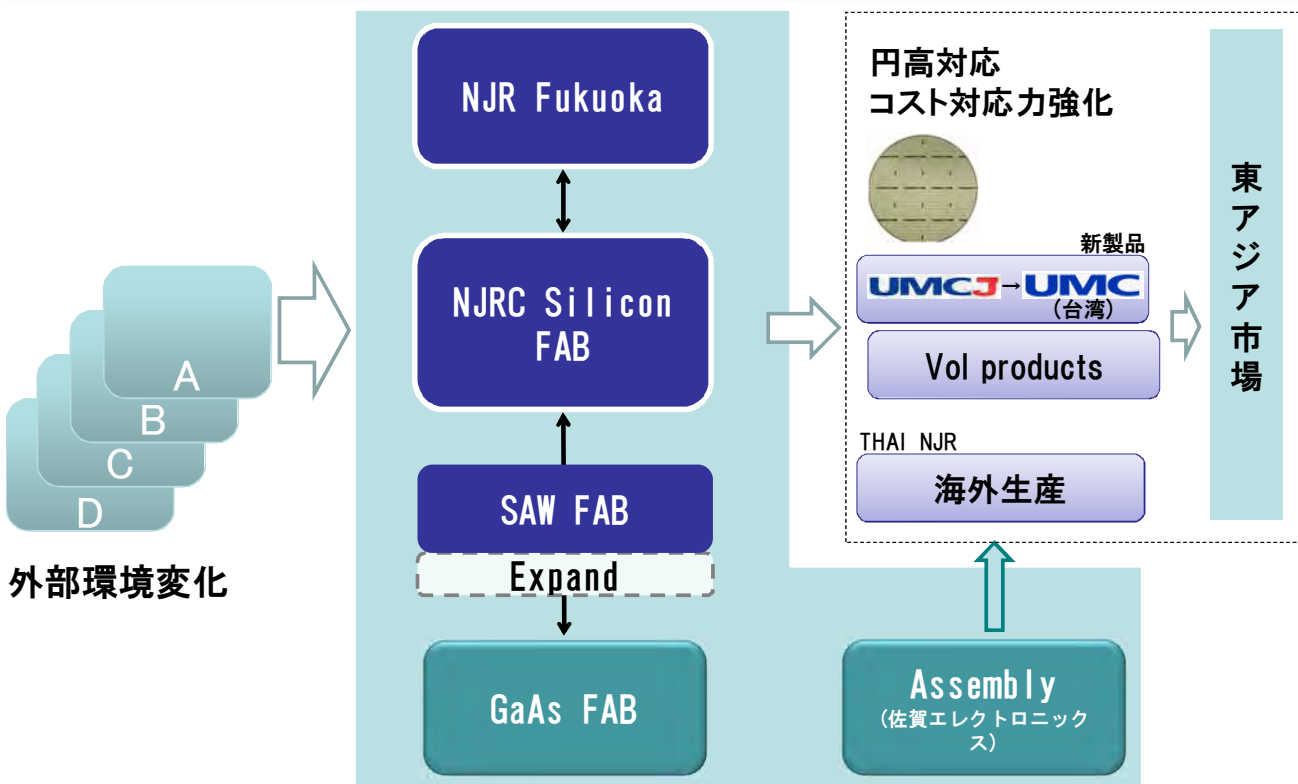 A
B
C
D
外部環境変化
NJR Fukuoka
NJRC Silicon
FAB
SAW FAB
Expand
GaAs FAB
円高対応
コスト対応力強化
新製品
UMCJ→UMC
(台湾)
Vol products
THAI NJR
海外生産
Assembly
(佐賀エレクトロニック
ス)
東アジア市場